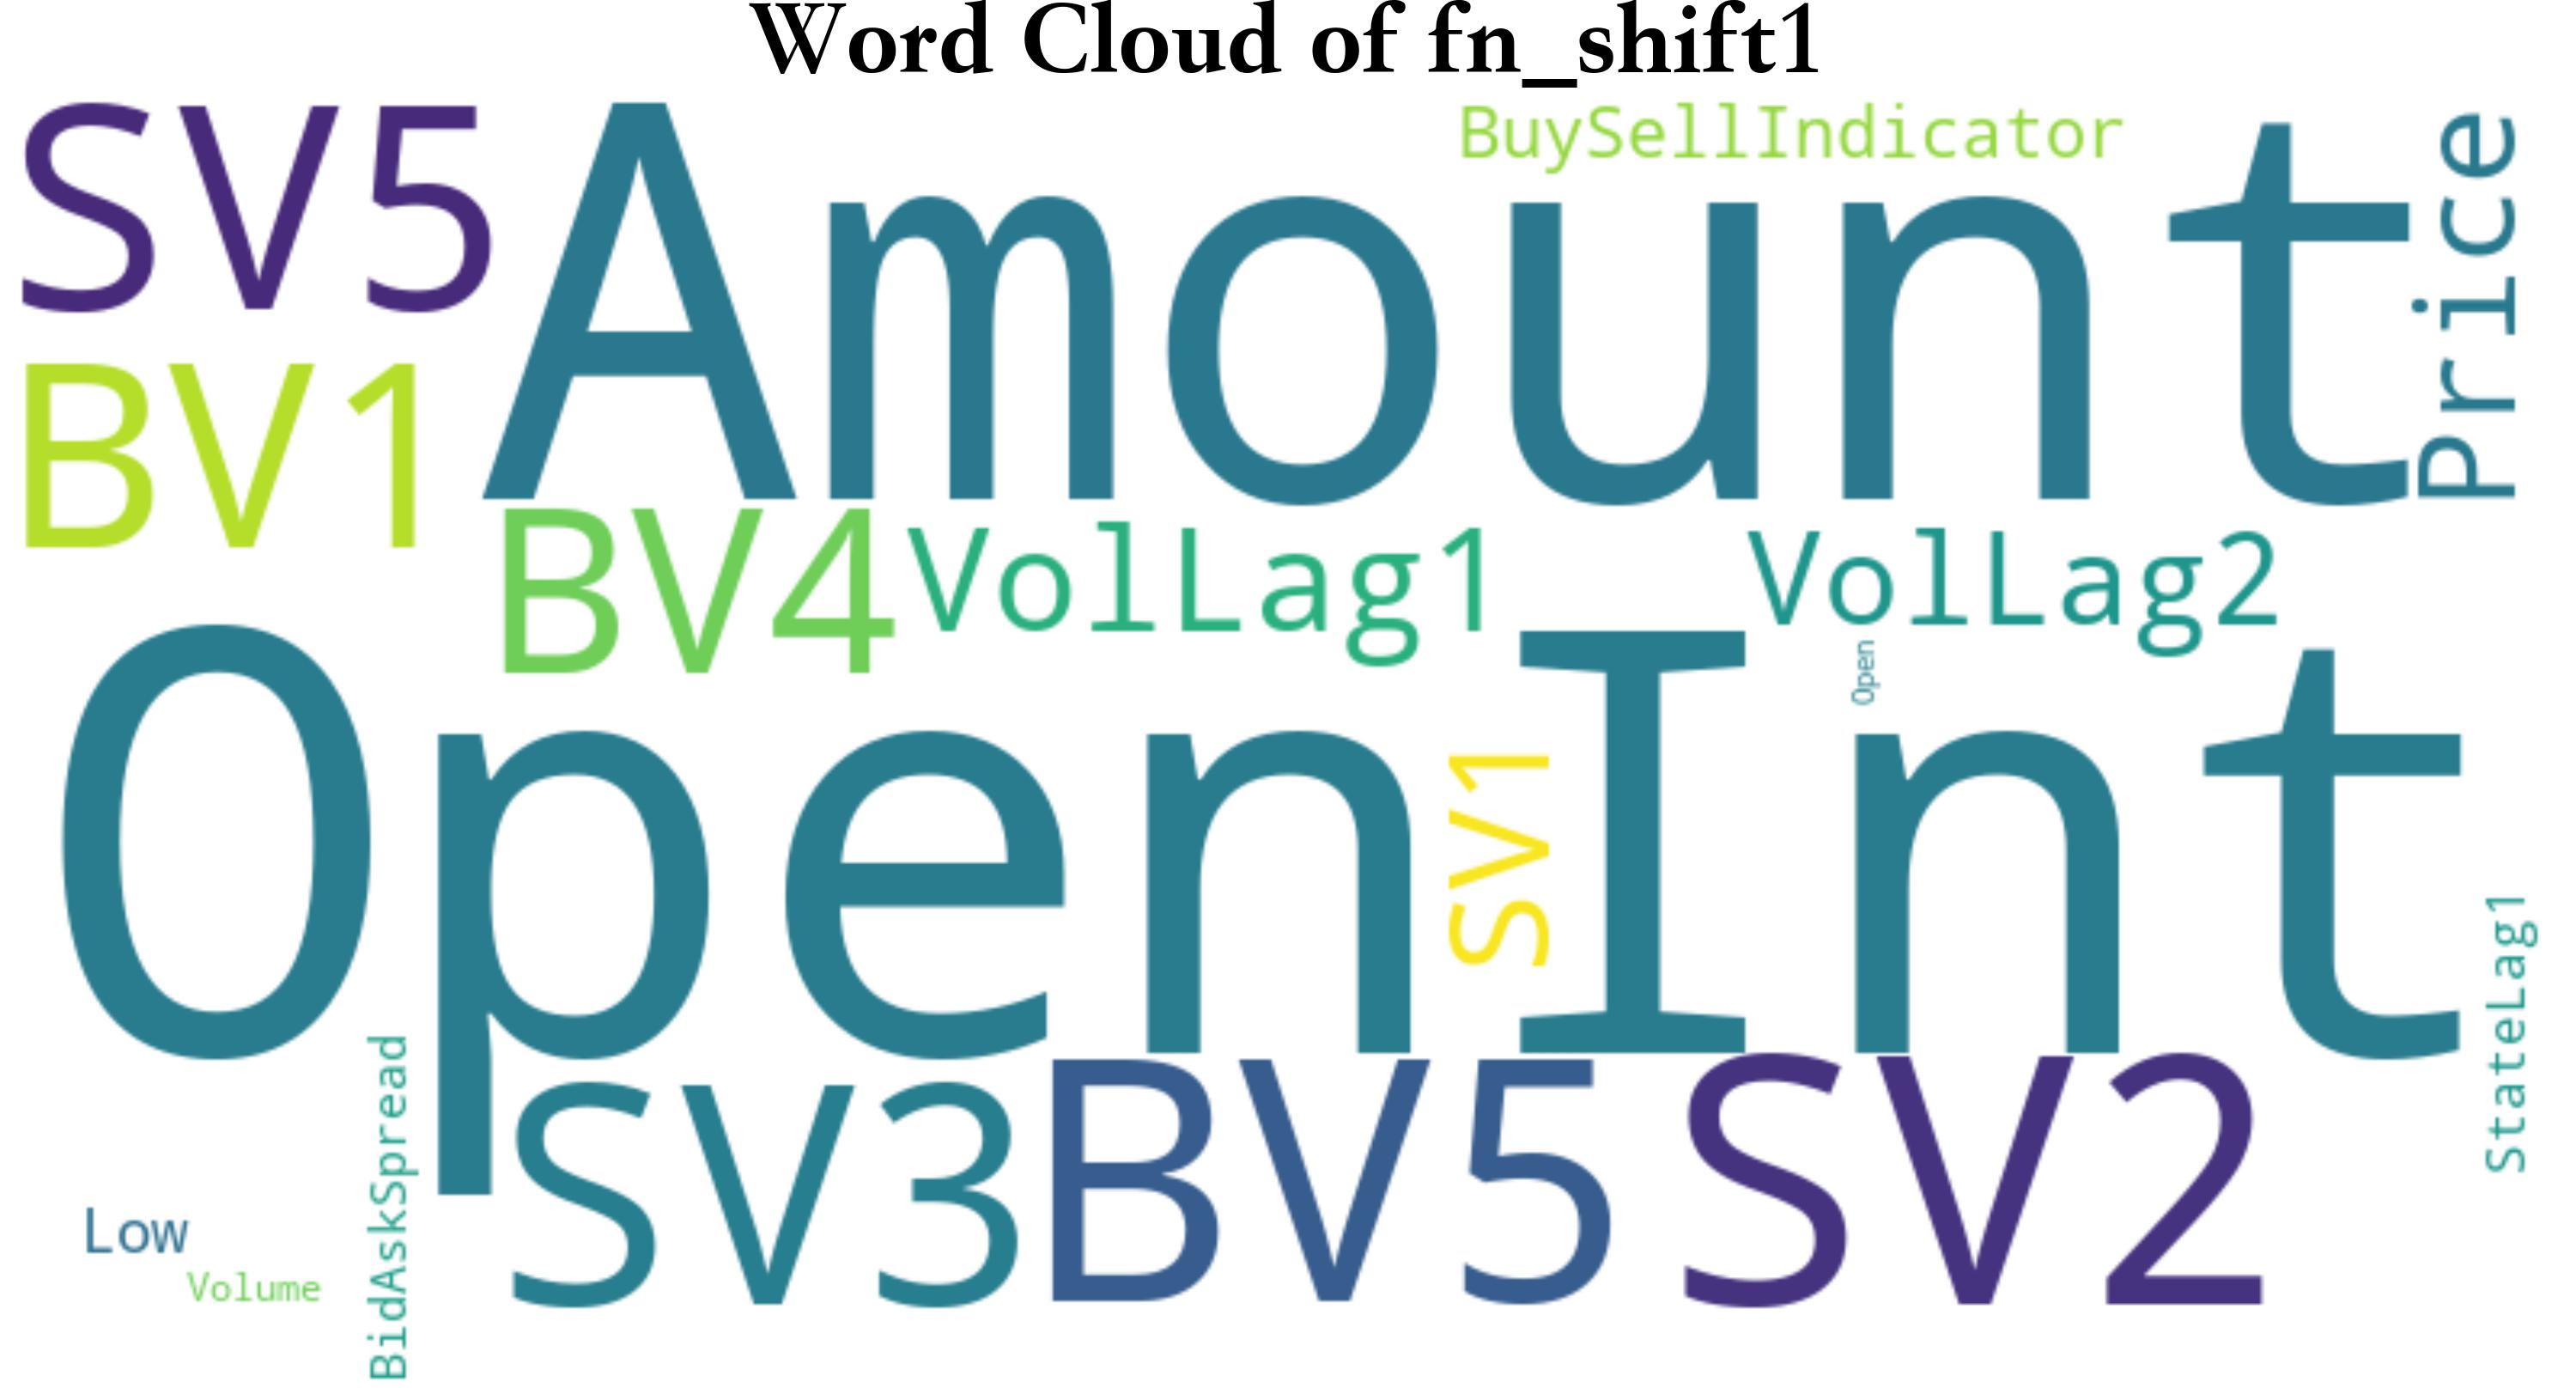 Word Cloud of fn_shift1
SV5
Amount
BuySellIndicator
Price
BV1
BV4
VolLag1
VolLag2
OpenInt
Open
SV1
StateLag1
BidAskSpread
SV3
BV5
SV2
Low
Volume